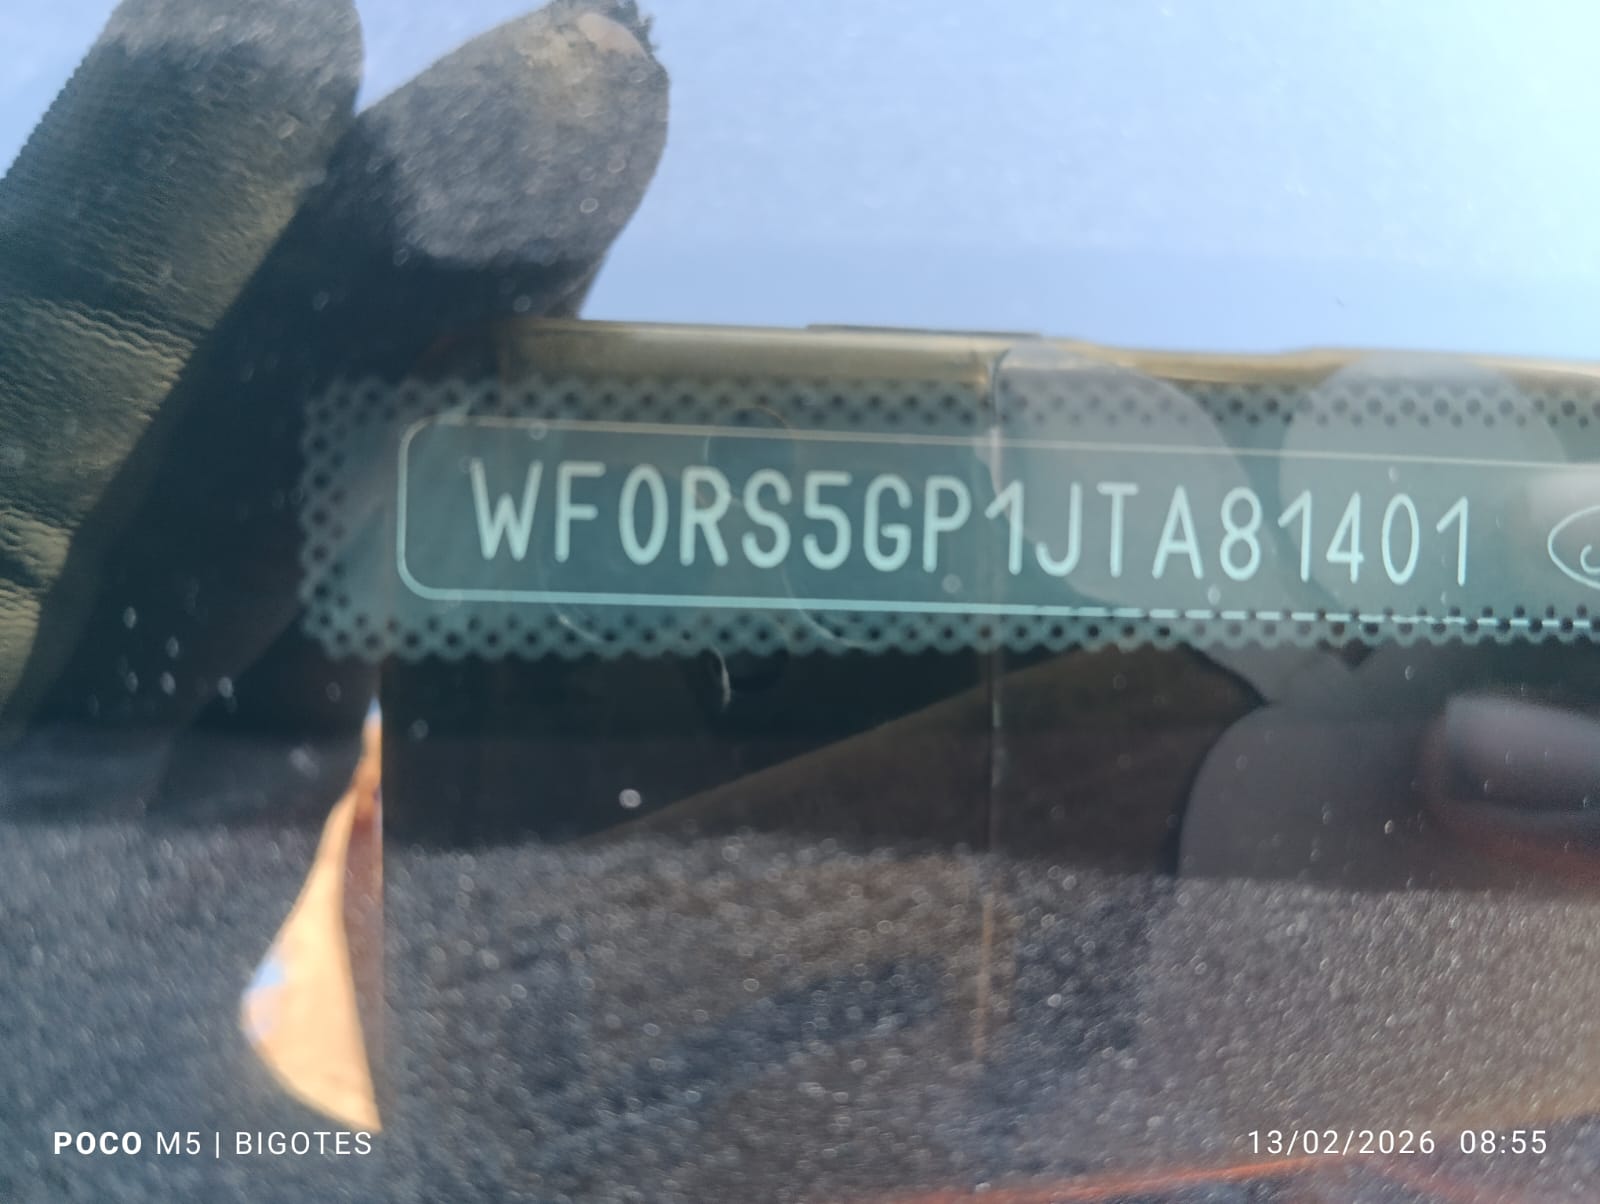 WF0RS5GP1JTA81401
POCO M5 | BIGOTES
13/02/2026 08:55